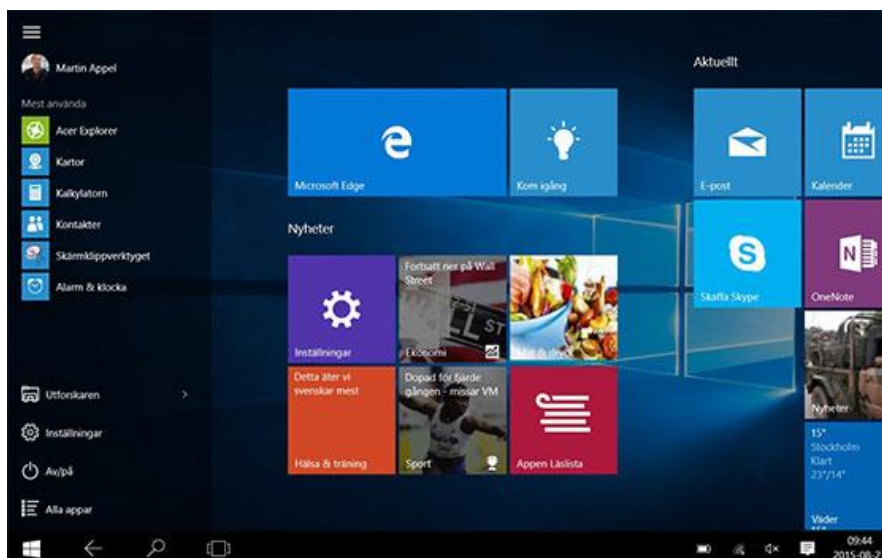 Martin Appel
Mest använda
Acer Explorer
Kartor
Kalkylatorn
Kontakter
Skärmklippverktyget
Alarm & klocka
Utforskaren
Inställningar
Av/på
Alla appar
Microsoft Edge
Kom igång
Nyheter
Inställningar
Fortsatt ner på Wall
Street
Ekonomi
Mat & dryck
Detta äter vi
svenskar mest
Hälsa & träning
Dopad för fjärde
gången - missar VM
Sport
Appen Läslista
Aktuellt
E-post
Kalender
Skaffa Skype
OneNote
Nyheter
15°
Stockholm
Klart
23°/14°
Väder
09:44